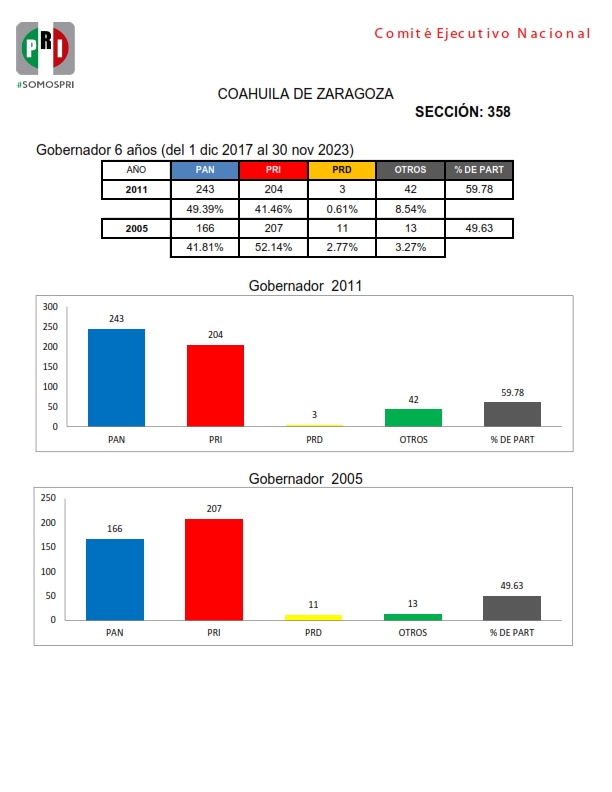 PRI
#SOMOSPRI
Comité Ejecutivo Nacional
COAHUILA DE ZARAGOZA
SECCIÓN: 358
Gobernador 6 años (del 1 dic 2017 al 30 nov 2023)
AÑO PAN PRI PRD OTROS % DE PART
2011 243 204 3 42 59.78
49.39% 41.46% 0.61% 8.54%
2005 166 207 11 13 49.63
41.81% 52.14% 2.77% 3.27%
Gobernador 2011
300
250
200
150
100
50
0
243
204
3
42
59.78
PAN PRI PRD OTROS % DE PART
Gobernador 2005
250
200
150
100
50
0
166
207
11
13
49.63
PAN PRI PRD OTROS % DE PART